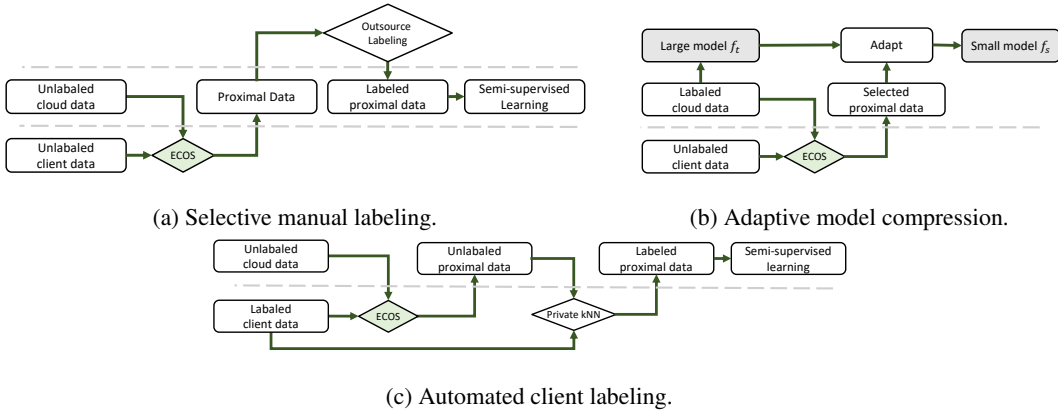 Outsource
Labeling
Unlabaled
cloud data
Proximal Data
Labeled
proximal data
Semi-supervised
Learning
Unlabaled
client data
ECOS
(a) Selective manual labeling.
Large model f_t
Adapt
Small model f_s
Labaled
cloud data
Selected
proximal data
Unlabaled
client data
ECOS
(b) Adaptive model compression.
Unlabaled
cloud data
Unlabaled
proximal data
Labeled
proximal data
Semi-supervised
learning
Labaled
client data
ECOS
Private kNN
(c) Automated client labeling.